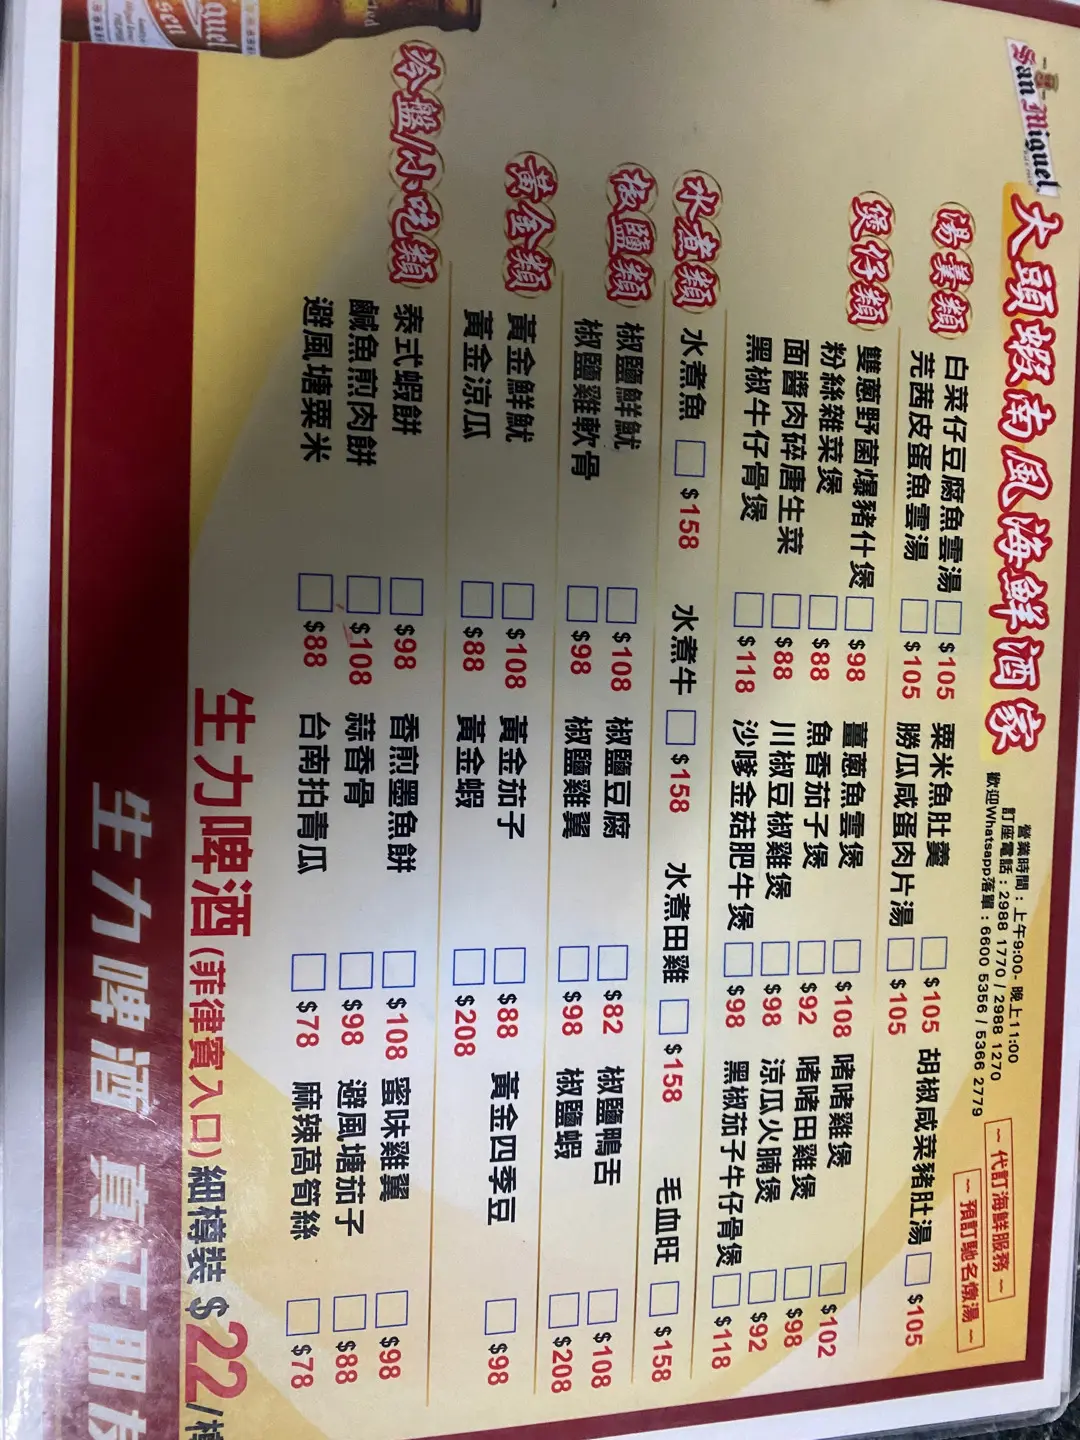 San Miguel
大頭蝦南風海鮮酒家
營業時間：上午9:00- 晚上11:00
訂座電話：2988 1770 / 2988 1270
歡迎Whatsapp落單：6600 5356 / 5366 2779
~ 代訂海鮮服務 ~
~ 預訂馳名燉湯 ~
湯羹類
白菜仔豆腐魚雲湯 $105 粟米魚肚羹 $105 胡椒咸菜豬肚湯 $105
芫茜皮蛋魚雲湯 $105 勝瓜咸蛋肉片湯 $105
煲仔類
雙蔥野菌爆豬什煲 $98 薑蔥魚雲煲 $108 啫啫雞煲 $102
粉絲雜菜煲 $88 魚香茄子煲 $92 啫啫田雞煲 $98
面醬肉碎唐生菜 $88 川椒豆椒雞煲 $98 涼瓜火腩煲 $92
黑椒牛仔骨煲 $118 沙嗲金菇肥牛煲 $98 黑椒茄子牛仔骨煲 $118
水煮類
水煮魚 $158 水煮牛 $158 水煮田雞 $158 毛血旺 $158
椒鹽類
椒鹽鮮魷 $108 椒鹽豆腐 $82 椒鹽鴨舌 $108
椒鹽雞軟骨 $98 椒鹽雞翼 $98 椒鹽蝦 $208
黃金類
黃金鮮魷 $108 黃金茄子 $88 黃金四季豆 $98
黃金涼瓜 $88 黃金蝦 $208
冷盤/小吃類
泰式蝦餅 $98 香煎墨魚餅 $108 蜜味雞翼 $98
鹹魚煎肉餅 $108 蒜香骨 $98 避風塘茄子 $88
避風塘粟米 $88 台南拍青瓜 $78 麻辣萵筍絲 $78
生力啤酒(菲律賓入口)細樽裝 $22/樽
生力啤酒 真正朋友